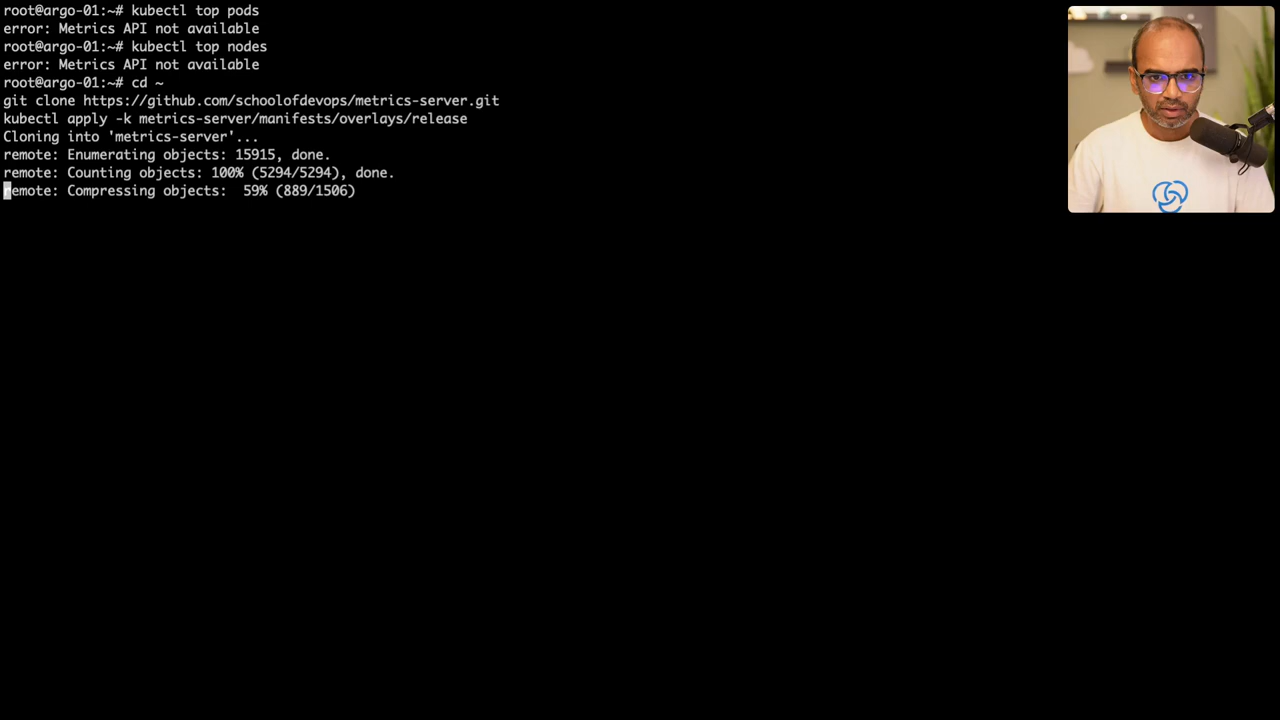 root@argo-01:~# kubectl top pods
error: Metrics API not available
root@argo-01:~# kubectl top nodes
error: Metrics API not available
root@argo-01:~# cd ~
git clone https://github.com/schoolofdevops/metrics-server.git
kubectl apply -k metrics-server/manifests/overlays/release
Cloning into 'metrics-server'...
remote: Enumerating objects: 15915, done.
remote: Counting objects: 100% (5294/5294), done.
remote: Compressing objects:  59% (889/1506)